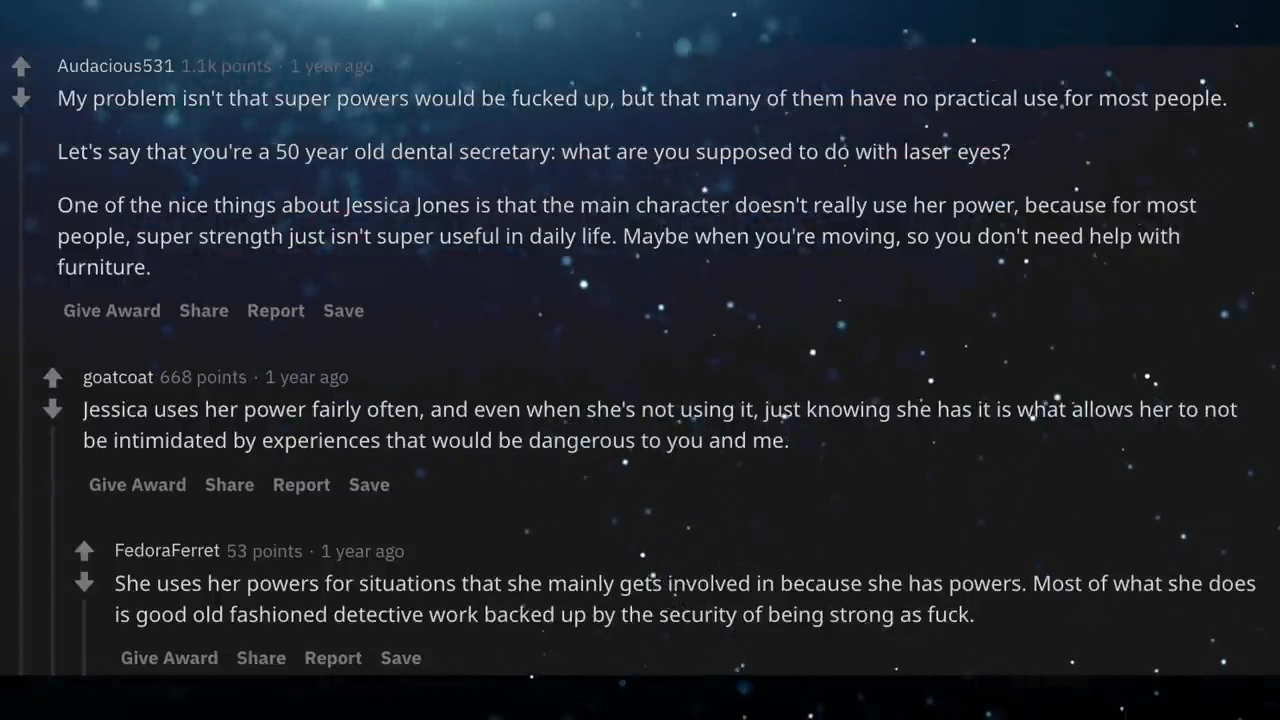 Audacious531 1.1k points · 1 year ago
My problem isn't that super powers would be fucked up, but that many of them have no practical use for most people.
Let's say that you're a 50 year old dental secretary: what are you supposed to do with laser eyes?
One of the nice things about Jessica Jones is that the main character doesn't really use her power, because for most
people, super strength just isn't super useful in daily life. Maybe when you're moving, so you don't need help with
furniture.
Give Award Share Report Save
goatcoat 668 points · 1 year ago
Jessica uses her power fairly often, and even when she's not using it, just knowing she has it is what allows her to not
be intimidated by experiences that would be dangerous to you and me.
Give Award Share Report Save
FedoraFerret 53 points · 1 year ago
She uses her powers for situations that she mainly gets involved in because she has powers. Most of what she does
is good old fashioned detective work backed up by the security of being strong as fuck.
Give Award Share Report Save